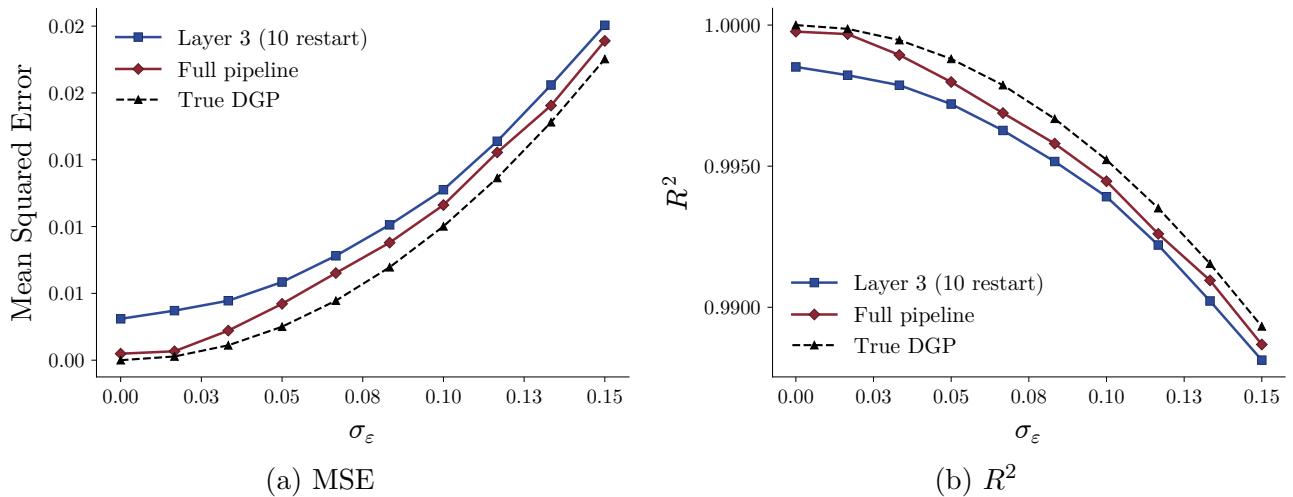 Mean Squared Error
0.02
0.02
0.01
0.01
0.01
0.00
Layer 3 (10 restart)
Full pipeline
True DGP
0.00 0.03 0.05 0.08 0.10 0.13 0.15
σ_ε
(a) MSE
R²
1.0000
0.9950
0.9900
Layer 3 (10 restart)
Full pipeline
True DGP
0.00 0.03 0.05 0.08 0.10 0.13 0.15
σ_ε
(b) R²